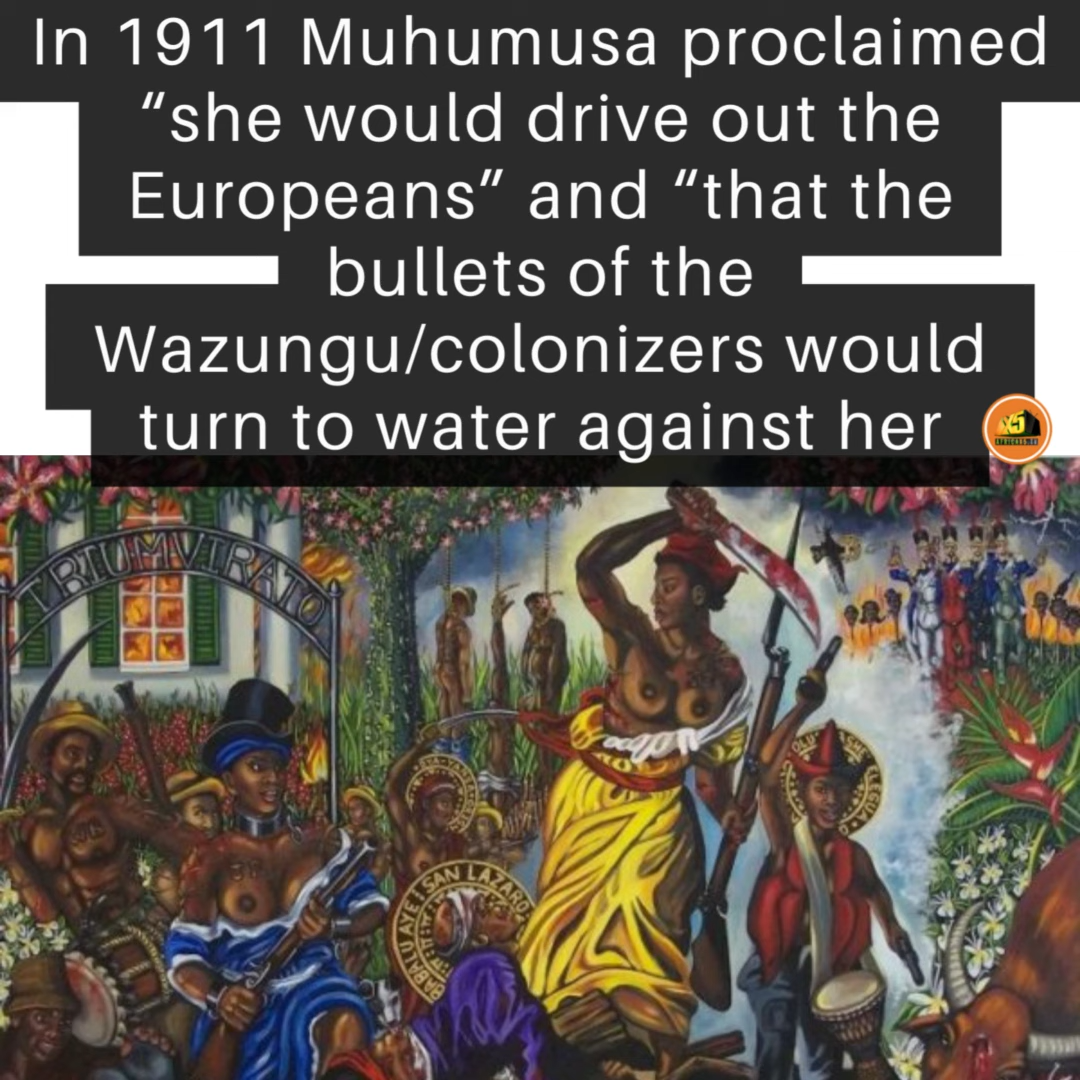 In 1911 Muhumusa proclaimed
“she would drive out the
Europeans” and “that the
bullets of the
Wazungu/colonizers would
turn to water against her
TRIUMVIRATO
BABALU AYE SAN LAZARO